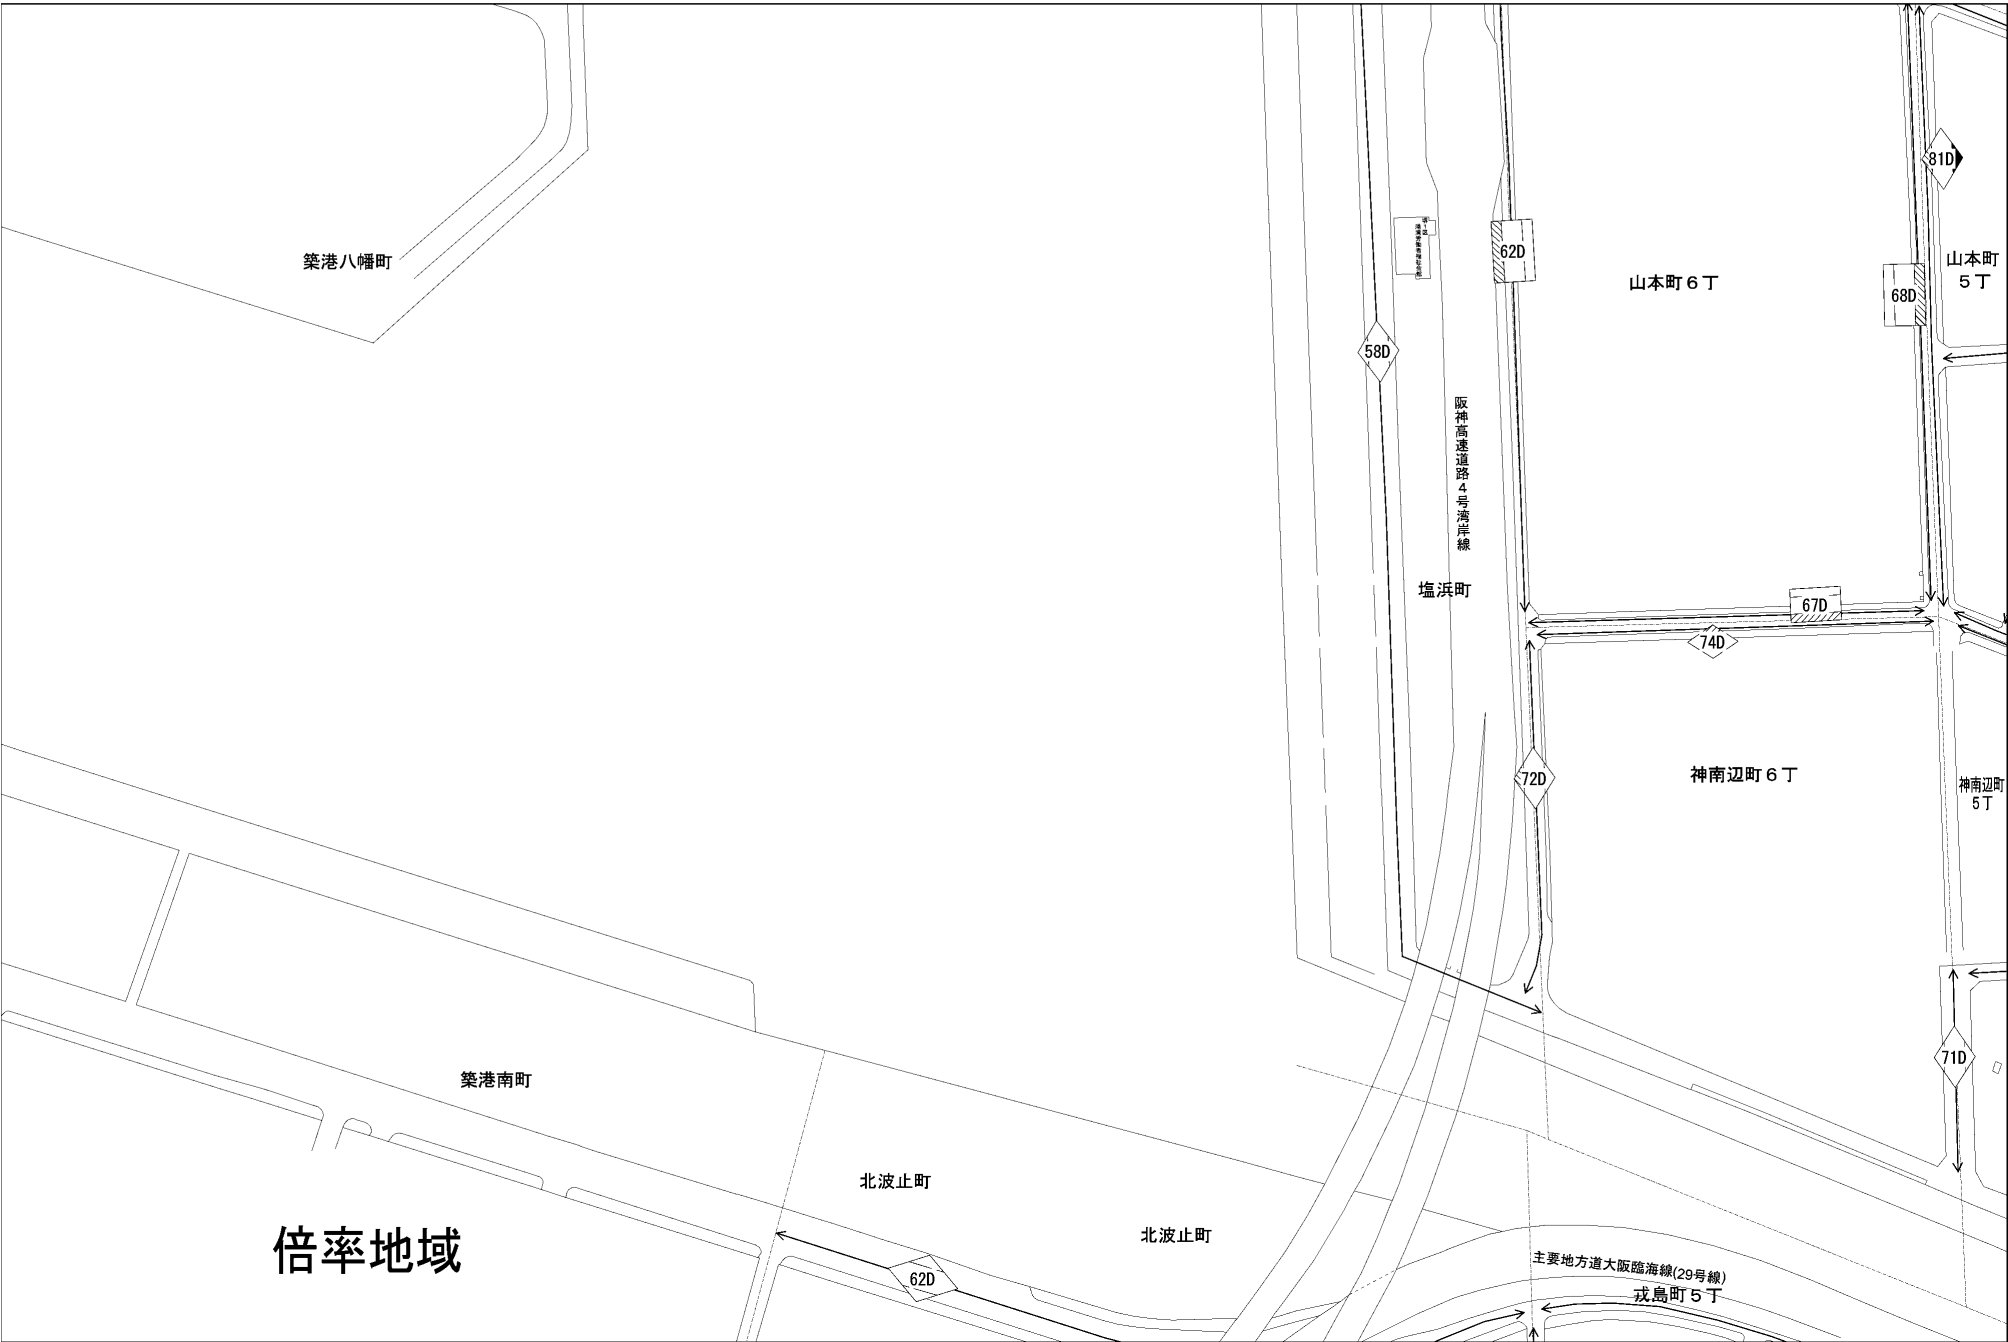 81D
築港八幡町
62D
山本町６丁
山本町
５丁
68D
58D
阪神高速道路４号湾岸線
塩浜町
67D
74D
72D
神南辺町６丁
神南辺町
５丁
71D
築港南町
北波止町
北波止町
倍率地域
62D
主要地方道大阪臨海線(29号線)
戎島町５丁